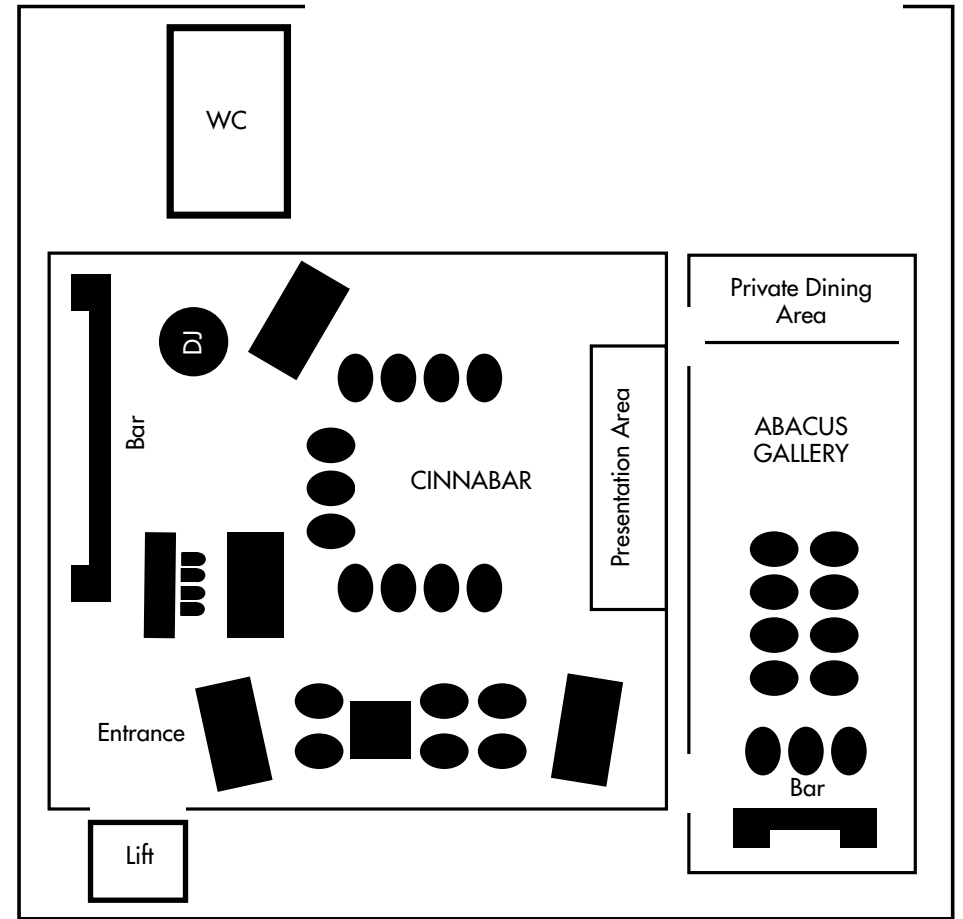 WC
Private Dining
Area
DJ
Bar
ABACUS
GALLERY
CINNABAR
Presentation Area
Entrance
Bar
Lift